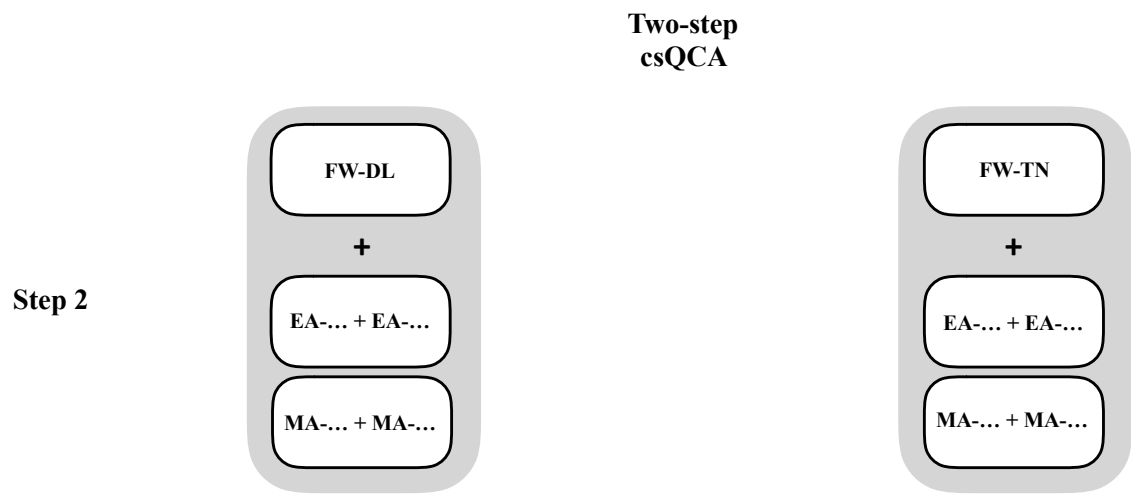 Two-step
csQCA
FW-DL
FW-TN
+
+
Step 2
EA-… + EA-…
EA-… + EA-…
MA-… + MA-…
MA-… + MA-…